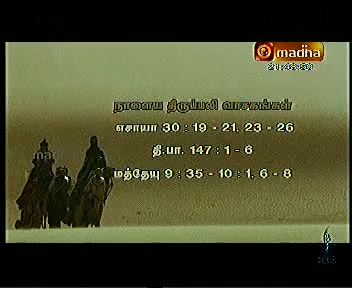 madha
21:46:50
நாளைய திருப்பலி வாசகங்கள்
எசாயா 30 : 19 - 21, 23 - 26
தி.பா. 147 : 1 - 6
மத்தேயு 9 : 35 - 10 : 1, 6 - 8